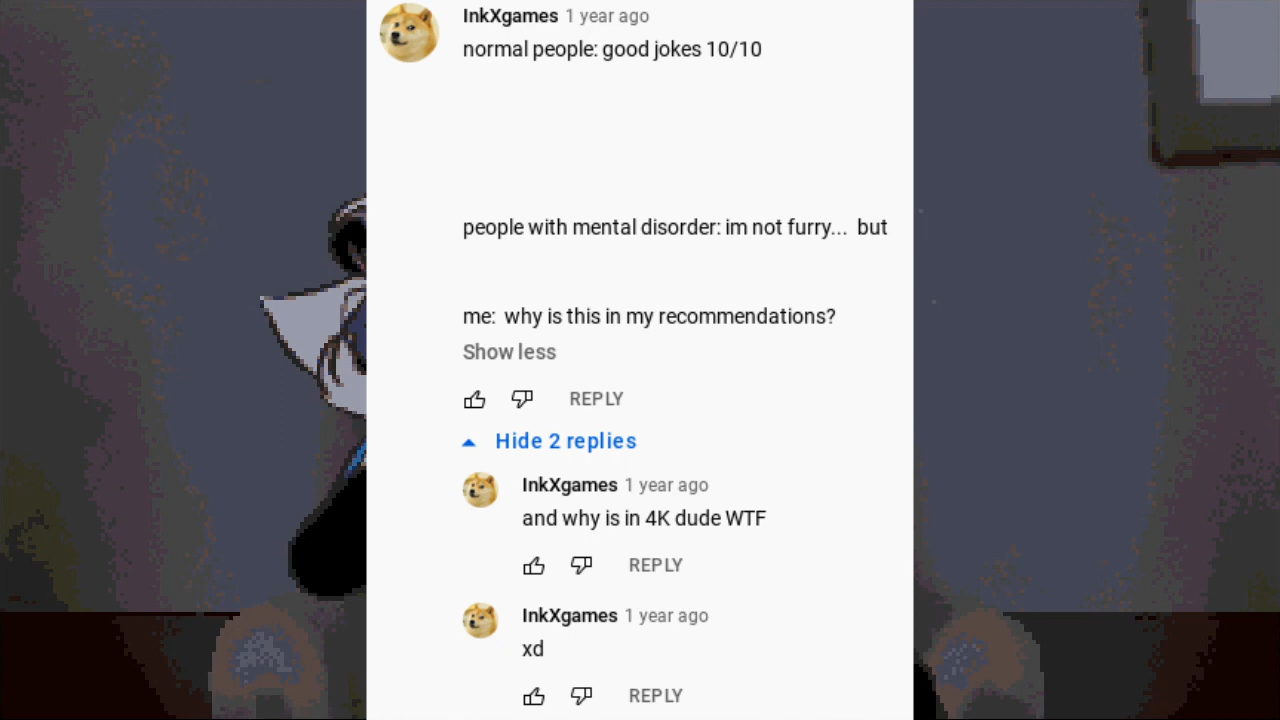 InkXgames 1 year ago
normal people: good jokes 10/10
people with mental disorder: im not furry... but
me: why is this in my recommendations?
Show less
REPLY
Hide 2 replies
InkXgames 1 year ago
and why is in 4K dude WTF
REPLY
InkXgames 1 year ago
xd
REPLY